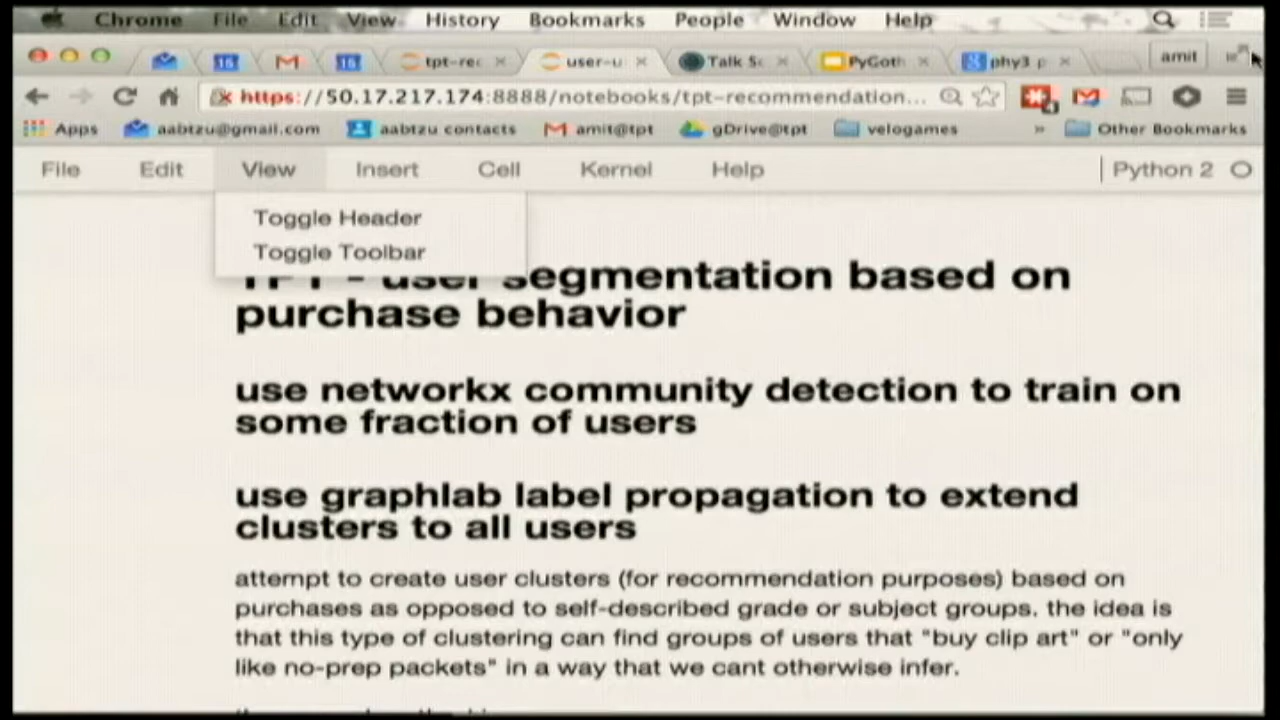 Chrome File Edit View History Bookmarks People Window Help
tpt-rec user-u Talk Sc PyGoth phy3 p amit
https://50.17.217.174:8888/notebooks/tpt-recommendation...
Apps aabtzu@gmail.com aabtzu contacts amit@tpt gDrive@tpt velogames » Other Bookmarks
File Edit View Insert Cell Kernel Help Python 2
Toggle Header
Toggle Toolbar
TPT - user segmentation based on
purchase behavior
use networkx community detection to train on
some fraction of users
use graphlab label propagation to extend
clusters to all users
attempt to create user clusters (for recommendation purposes) based on
purchases as opposed to self-described grade or subject groups. the idea is
that this type of clustering can find groups of users that "buy clip art" or "only
like no-prep packets" in a way that we cant otherwise infer.